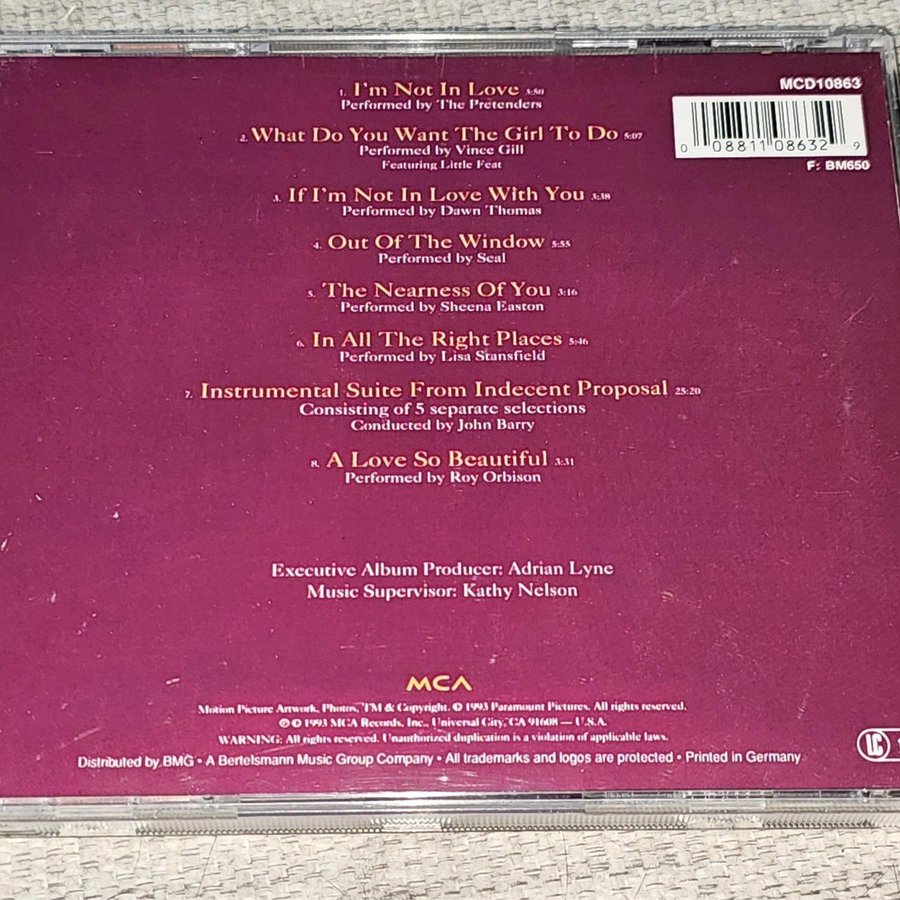 1. I'm Not In Love 3:50
Performed by The Pretenders
2. What Do You Want The Girl To Do 5:07
Performed by Vince Gill
Featuring Little Feat
3. If I'm Not In Love With You 3:38
Performed by Dawn Thomas
4. Out Of The Window 5:55
Performed by Seal
5. The Nearness Of You 3:16
Performed by Sheena Easton
6. In All The Right Places 5:46
Performed by Lisa Stansfield
7. Instrumental Suite From Indecent Proposal 25:20
Consisting of 5 separate selections
Conducted by John Barry
8. A Love So Beautiful 3:31
Performed by Roy Orbison
MCD10863
0 08811 08632 9
F: BM650
Executive Album Producer: Adrian Lyne
Music Supervisor: Kathy Nelson
MCA
Motion Picture Artwork, Photos, TM & Copyright, © 1993 Paramount Pictures. All rights reserved.
℗ © 1993 MCA Records, Inc., Universal City, CA 91608 — U.S.A.
WARNING: All rights reserved. Unauthorized duplication is a violation of applicable laws.
Distributed by BMG • A Bertelsmann Music Group Company • All trademarks and logos are protected • Printed in Germany
LC